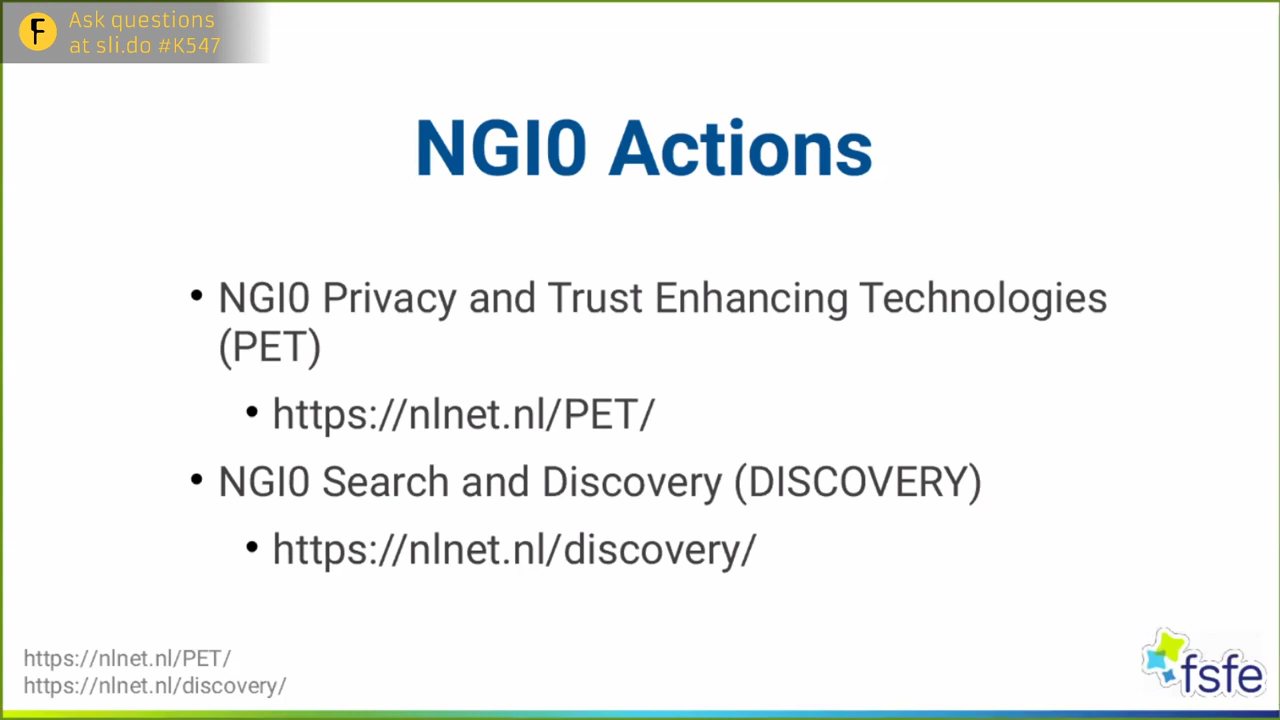 F
Ask questions
at sli.do #K547
NGI0 Actions
• NGI0 Privacy and Trust Enhancing Technologies
(PET)
• https://nlnet.nl/PET/
• NGI0 Search and Discovery (DISCOVERY)
• https://nlnet.nl/discovery/
https://nlnet.nl/PET/
https://nlnet.nl/discovery/
fsfe